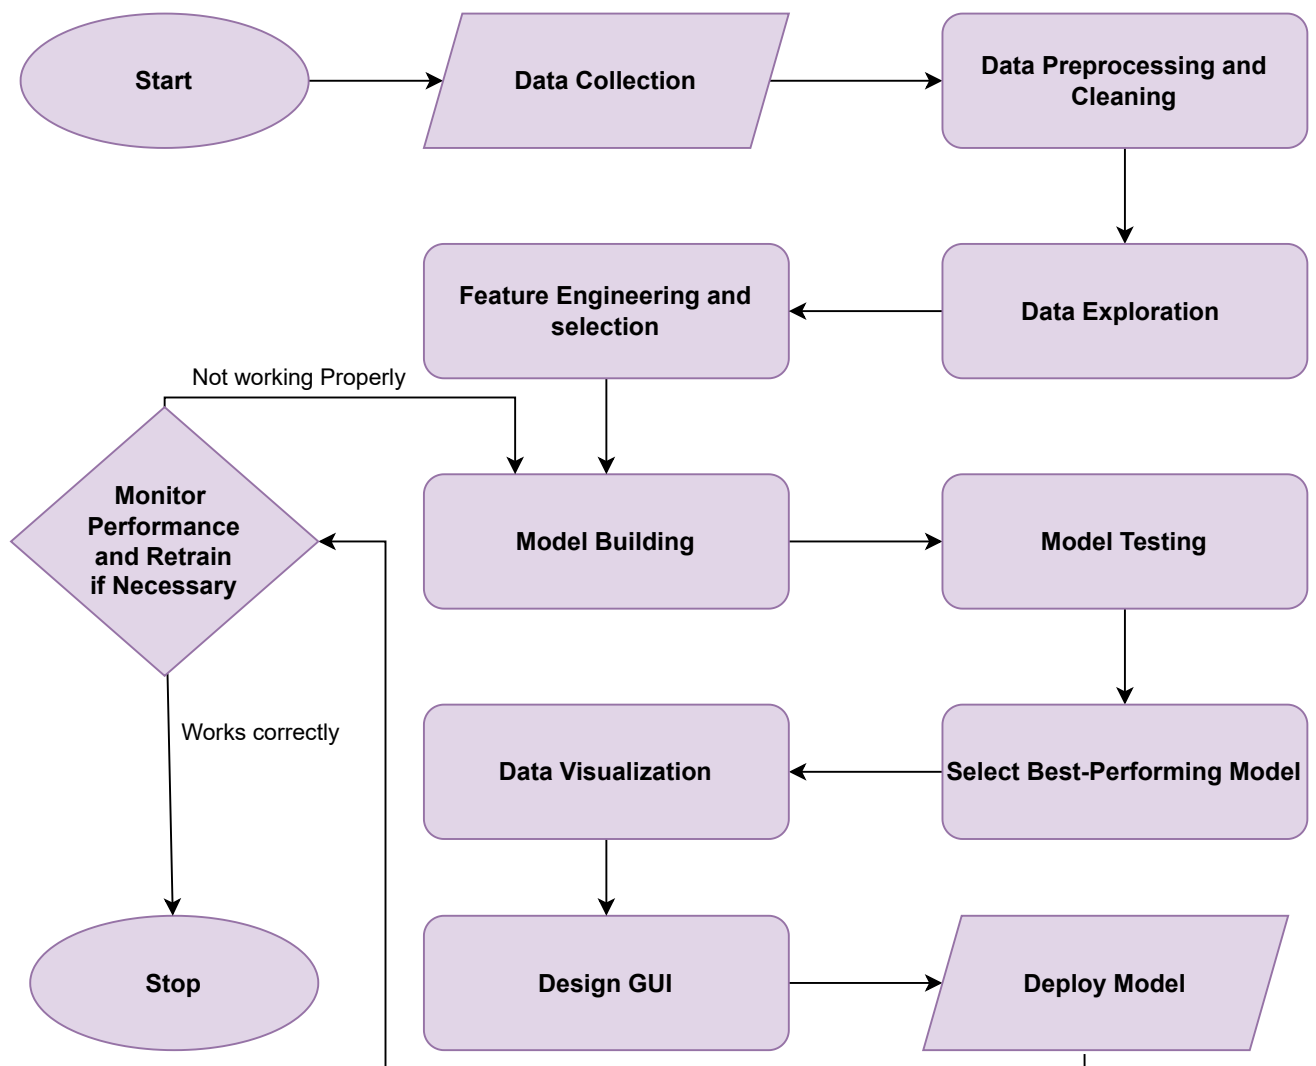 Start
Data Collection
Data Preprocessing and
Cleaning
Feature Engineering and
selection
Data Exploration
Not working Properly
Monitor
Performance
and Retrain
if Necessary
Model Building
Model Testing
Works correctly
Data Visualization
Select Best-Performing Model
Stop
Design GUI
Deploy Model